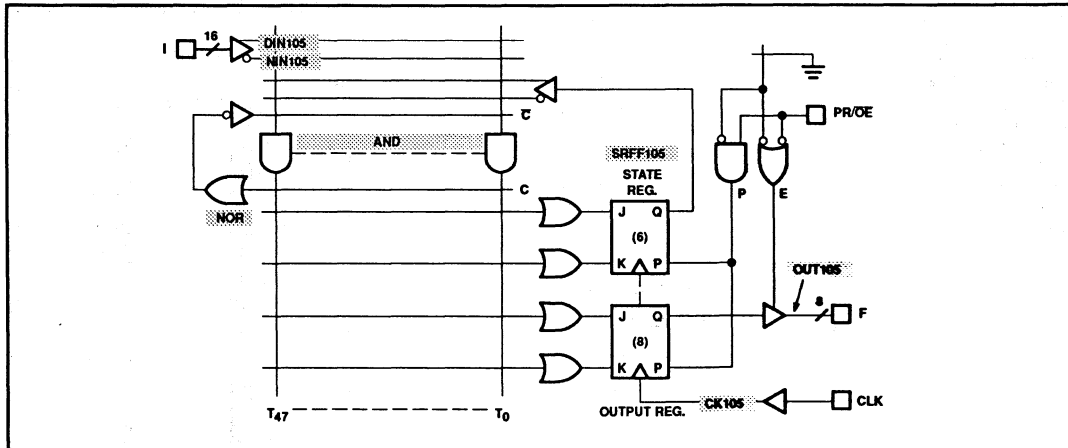 I
16
DIN105
NIN105
C̅
AND
NOR
C
SRFF105
STATE
REG.
PR/O̅E̅
P
E
J
Q
(6)
K
P
OUT105
8
F
J
Q
(8)
K
P
T47
T0
OUTPUT REG.
CK105
CLK